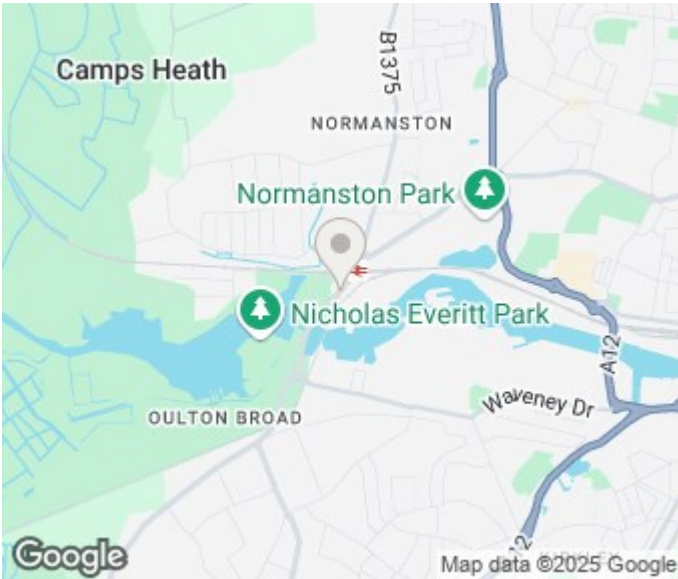 Camps Heath
B1375
NORMANSTON
Normanston Park
Nicholas Everitt Park
A12
Waveney Dr
OULTON BROAD
Google
Map data ©2025 Google